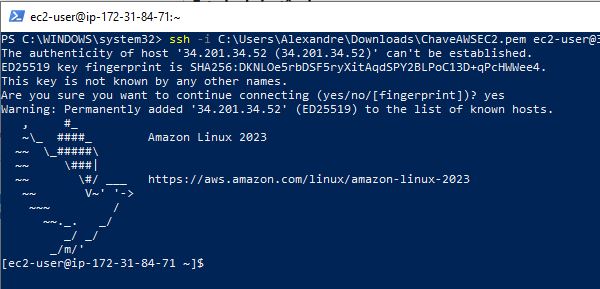 ec2-user@ip-172-31-84-71:~
PS C:\WINDOWS\system32> ssh -i C:\Users\Alexandre\Downloads\ChaveAWSEC2.pem ec2-user@3
The authenticity of host '34.201.34.52 (34.201.34.52)' can't be established.
ED25519 key fingerprint is SHA256:DKNLOe5rbDSF5ryXitAqdSPY2BLPoC13D+qPcHWWee4.
This key is not known by any other names.
Are you sure you want to continue connecting (yes/no/[fingerprint])? yes
Warning: Permanently added '34.201.34.52' (ED25519) to the list of known hosts.
   ,     #_
   ~\_  ####_        Amazon Linux 2023
  ~~  \_#####\
  ~~     \###|
  ~~       \#/ ___   https://aws.amazon.com/linux/amazon-linux-2023
   ~~       V~' '->
    ~~~         /
      ~~._.   _/
         _/ _/
       _/m/'
[ec2-user@ip-172-31-84-71 ~]$